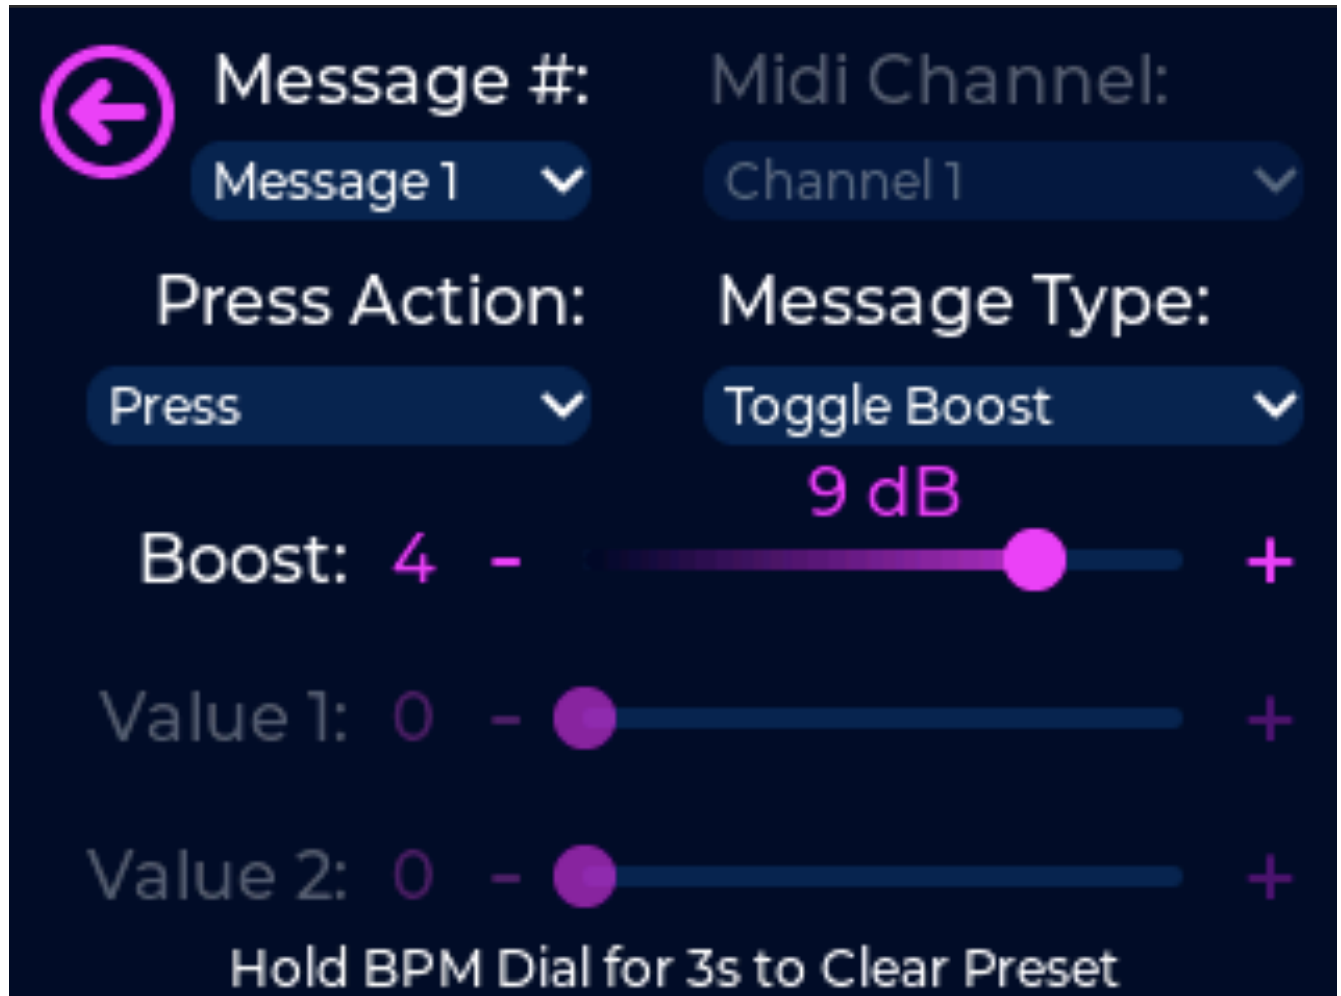 Message #: Midi Channel:
Message 1 Channel 1
Press Action: Message Type:
Press Toggle Boost
9 dB
Boost: 4 - +
Value 1: 0 - +
Value 2: 0 - +
Hold BPM Dial for 3s to Clear Preset